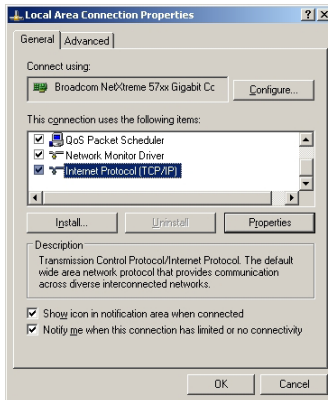 Local Area Connection Properties
General Advanced
Connect using:
Broadcom NetXtreme 57xx Gigabit Cc
Configure...
This connection uses the following items:
QoS Packet Scheduler
Network Monitor Driver
Internet Protocol (TCP/IP)
Install... Uninstall Properties
Description
Transmission Control Protocol/Internet Protocol. The default
wide area network protocol that provides communication
across diverse interconnected networks.
Show icon in notification area when connected
Notify me when this connection has limited or no connectivity
OK Cancel